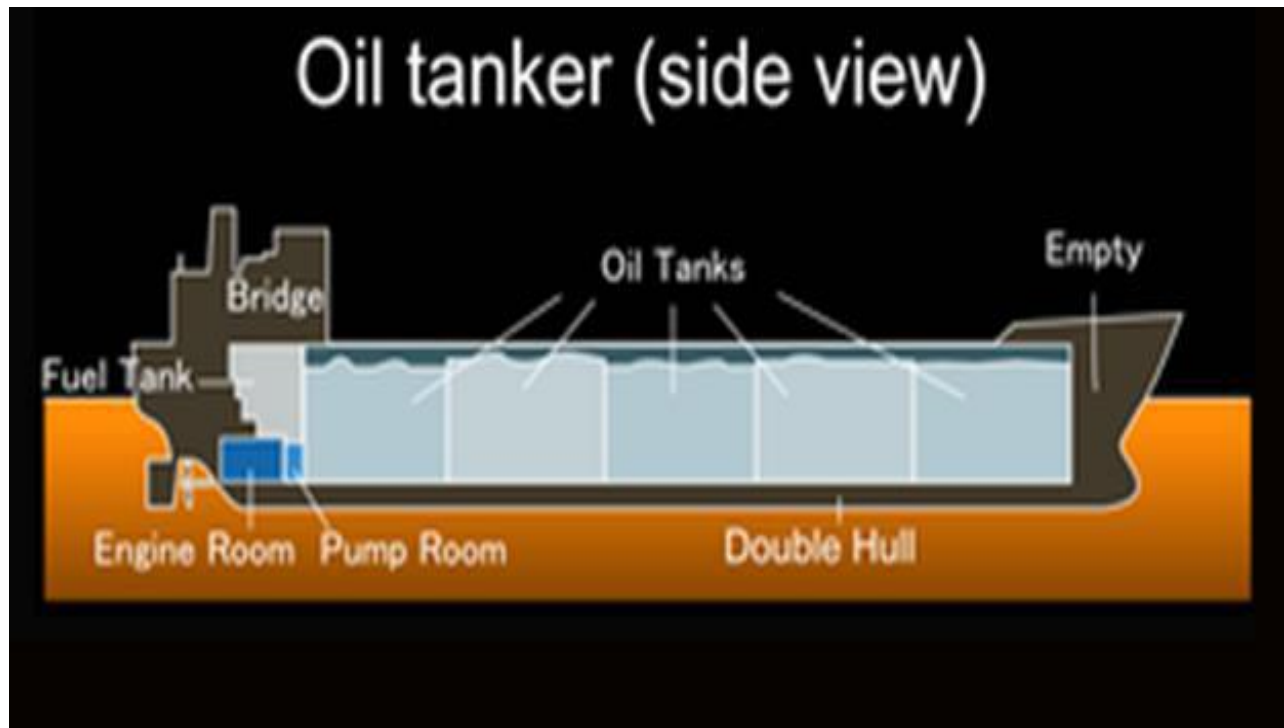 Oil tanker (side view)
Oil Tanks
Empty
Bridge
Fuel Tank
Engine Room
Pump Room
Double Hull